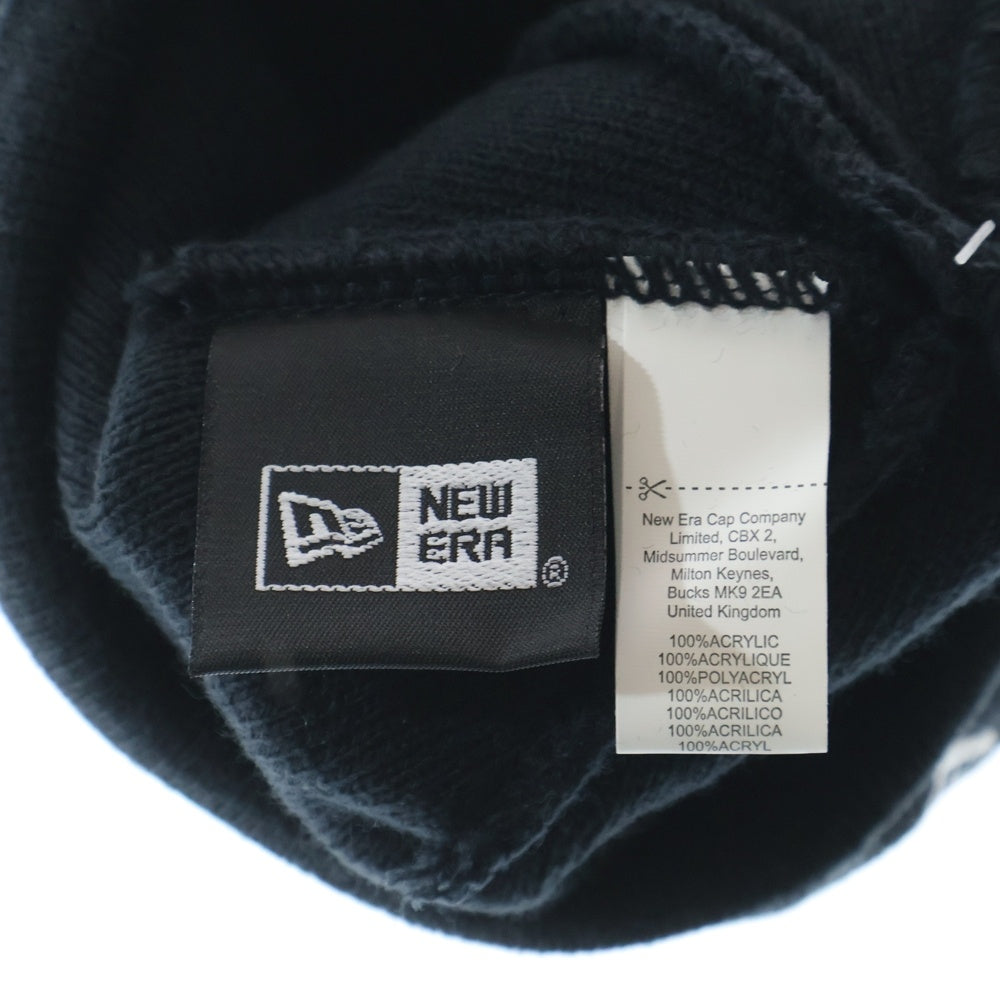 NEW
ERA
®
New Era Cap Company
Limited, CBX 2,
Midsummer Boulevard,
Milton Keynes,
Bucks MK9 2EA
United Kingdom
100%ACRYLIC
100%ACRYLIQUE
100%POLYACRYL
100%ACRILICA
100%ACRILICO
100%ACRILICA
100%ACRYL